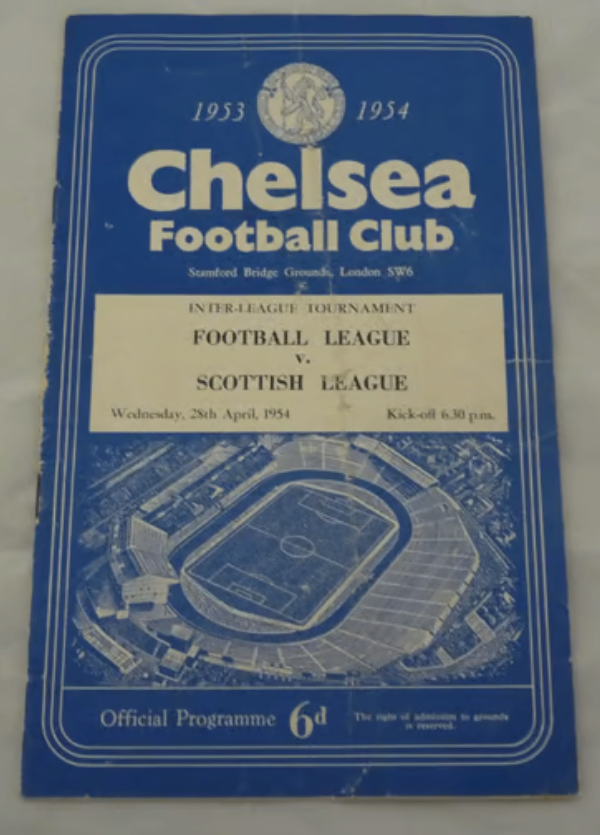 1953 1954
Chelsea
Football Club
Stamford Bridge Grounds, London SW6
INTER-LEAGUE TOURNAMENT
FOOTBALL LEAGUE
v.
SCOTTISH LEAGUE
Wednesday, 28th April, 1954 Kick-off 6.30 p.m.
Official Programme 6d
The right of admission to grounds
is reserved.